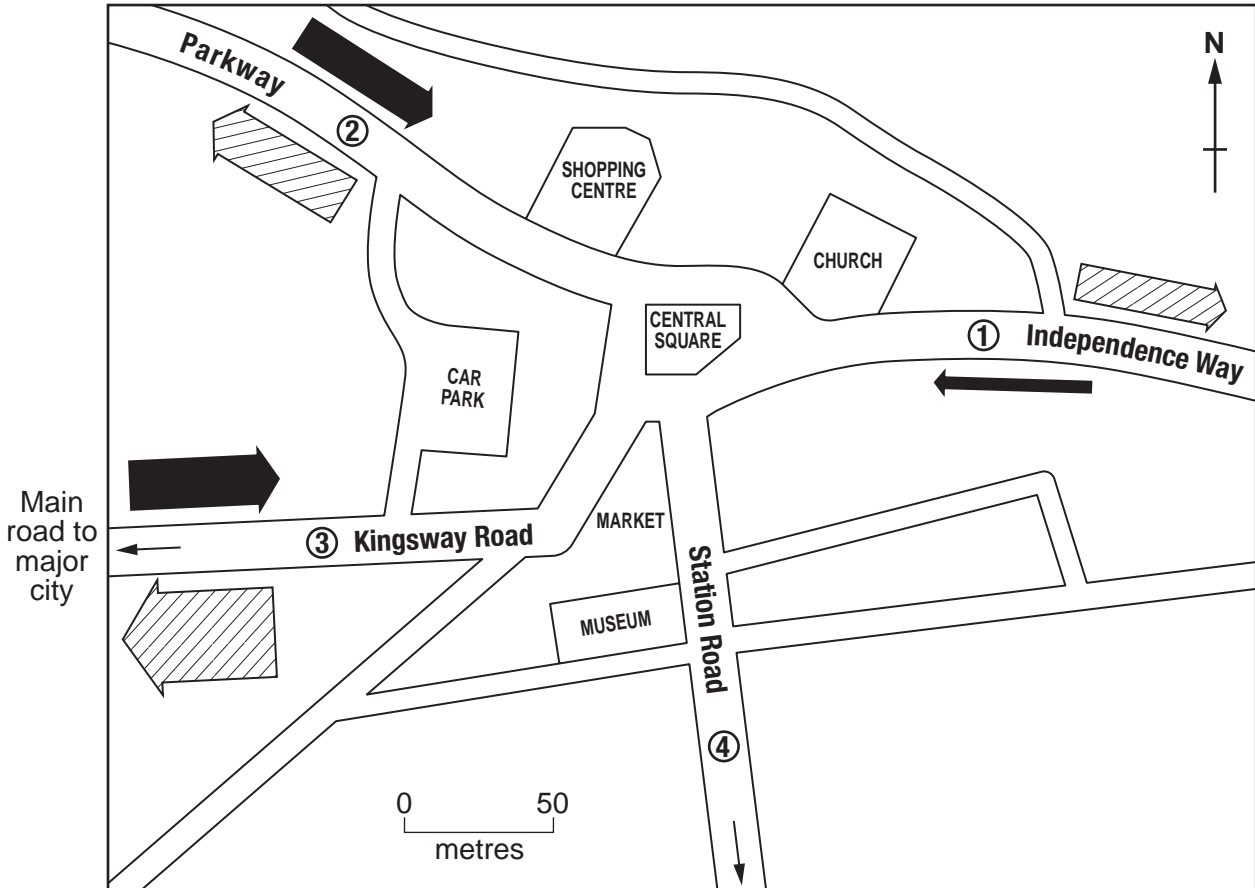 N
Parkway
②
SHOPPING
CENTRE
CHURCH
CENTRAL
SQUARE
①
Independence Way
CAR
PARK
Main
road to
major
city
③
Kingsway Road
MARKET
Station Road
MUSEUM
④
0
50
metres